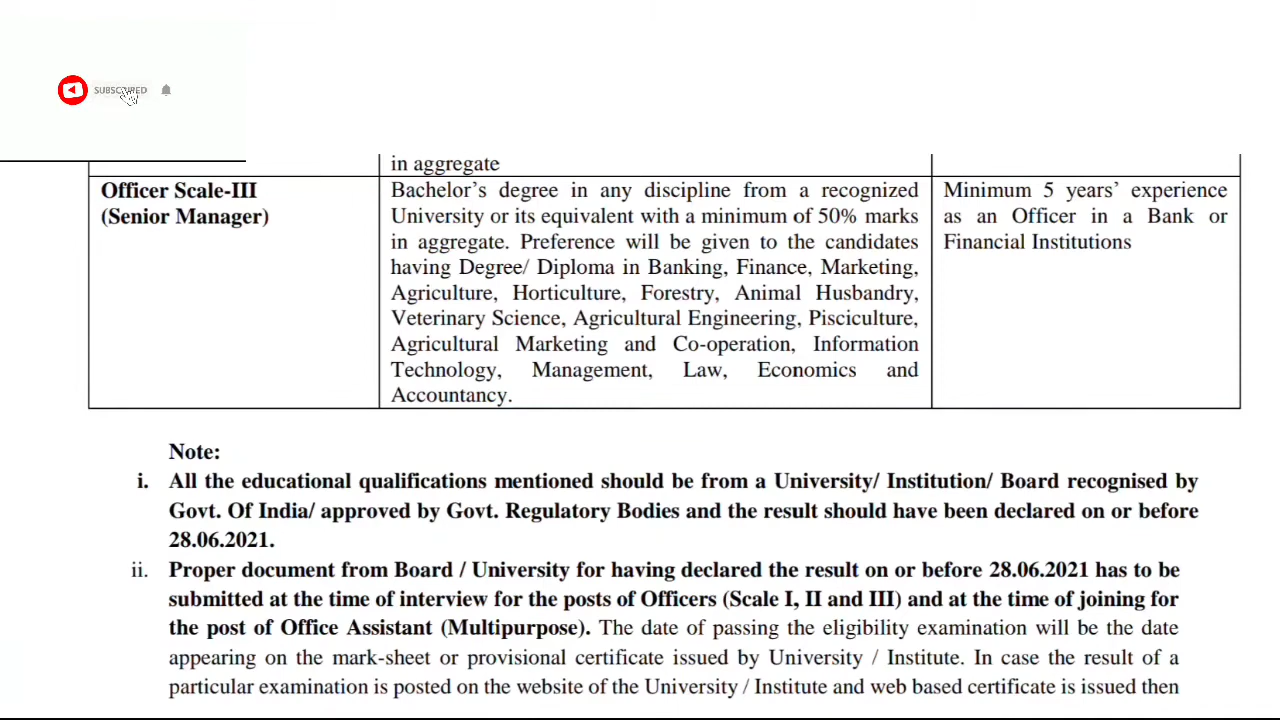 SUBSCRIBED
in aggregate
Officer Scale-III
(Senior Manager)
Bachelor’s degree in any discipline from a recognized
University or its equivalent with a minimum of 50% marks
in aggregate. Preference will be given to the candidates
having Degree/ Diploma in Banking, Finance, Marketing,
Agriculture, Horticulture, Forestry, Animal Husbandry,
Veterinary Science, Agricultural Engineering, Pisciculture,
Agricultural Marketing and Co-operation, Information
Technology, Management, Law, Economics and
Accountancy.
Minimum 5 years’ experience
as an Officer in a Bank or
Financial Institutions
Note:
i. All the educational qualifications mentioned should be from a University/ Institution/ Board recognised by
Govt. Of India/ approved by Govt. Regulatory Bodies and the result should have been declared on or before
28.06.2021.
ii. Proper document from Board / University for having declared the result on or before 28.06.2021 has to be
submitted at the time of interview for the posts of Officers (Scale I, II and III) and at the time of joining for
the post of Office Assistant (Multipurpose). The date of passing the eligibility examination will be the date
appearing on the mark-sheet or provisional certificate issued by University / Institute. In case the result of a
particular examination is posted on the website of the University / Institute and web based certificate is issued then